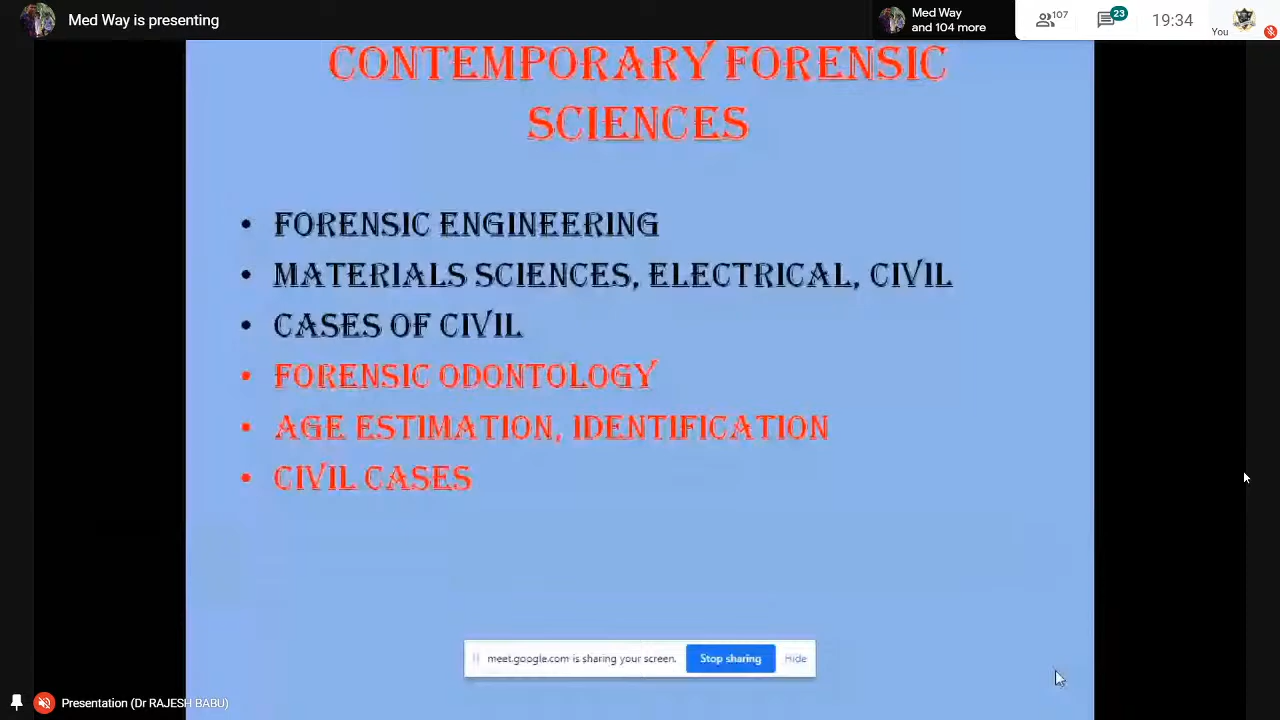 Med Way is presenting
Med Way
and 104 more
107
23
19:34
You
CONTEMPORARY FORENSIC
SCIENCES
• FORENSIC ENGINEERING
• MATERIALS SCIENCES, ELECTRICAL, CIVIL
• CASES OF CIVIL
• FORENSIC ODONTOLOGY
• AGE ESTIMATION, IDENTIFICATION
• CIVIL CASES
meet.google.com is sharing your screen. Stop sharing Hide
Presentation (Dr RAJESH BABU)